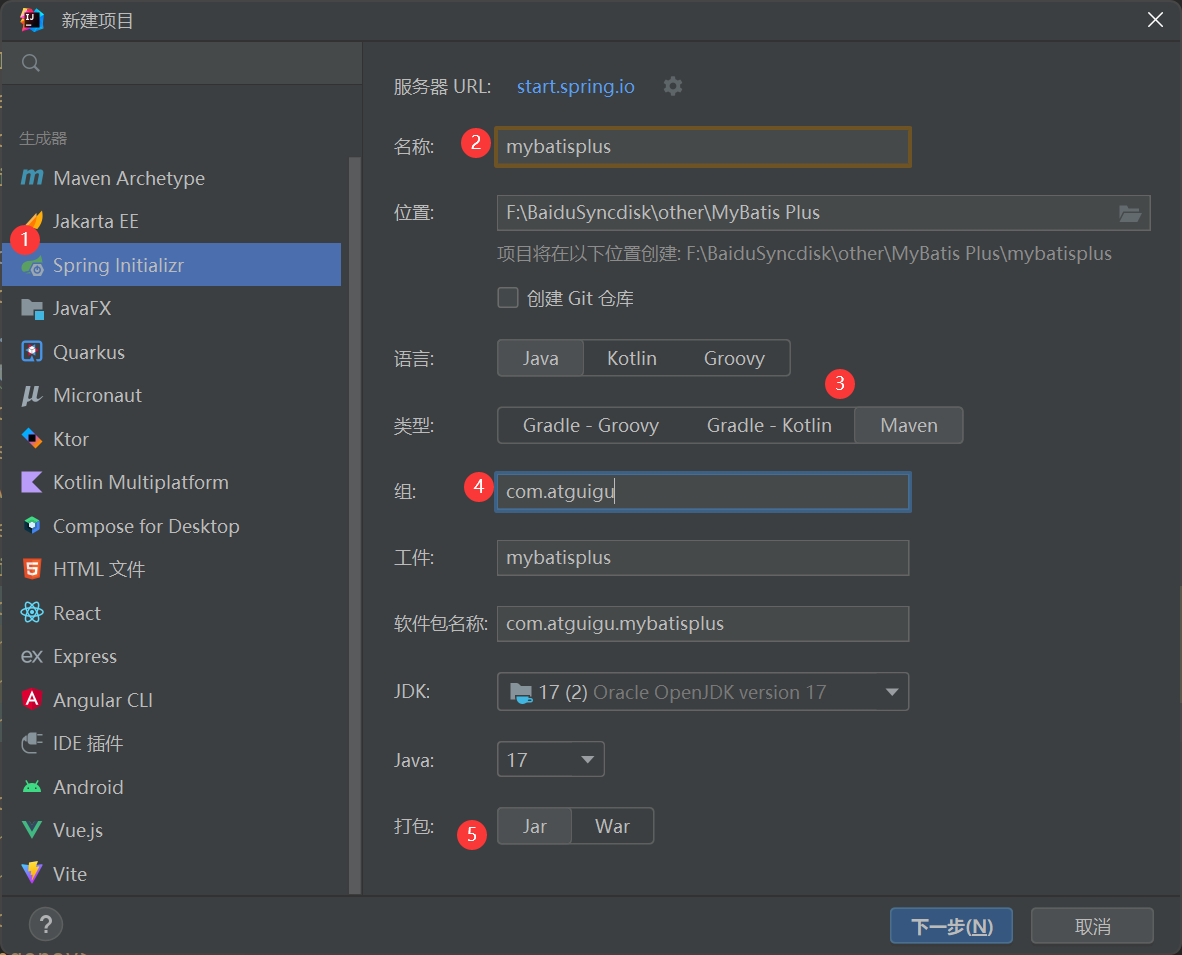 新建项目
生成器
Maven Archetype
Jakarta EE
1
Spring Initializr
JavaFX
Quarkus
Micronaut
Ktor
Kotlin Multiplatform
Compose for Desktop
HTML 文件
React
ex Express
Angular CLI
IDE 插件
Android
Vue.js
Vite
?
服务器 URL: start.spring.io
名称: 2 mybatisplus
位置: F:\BaiduSyncdisk\other\MyBatis Plus
项目将在以下位置创建: F:\BaiduSyncdisk\other\MyBatis Plus\mybatisplus
创建 Git 仓库
语言: Java Kotlin Groovy
3
类型: Gradle - Groovy Gradle - Kotlin Maven
组: 4 com.atguigu
工件: mybatisplus
软件包名称: com.atguigu.mybatisplus
JDK: 17 (2) Oracle OpenJDK version 17
Java: 17
打包: 5 Jar War
下一步(N) 取消